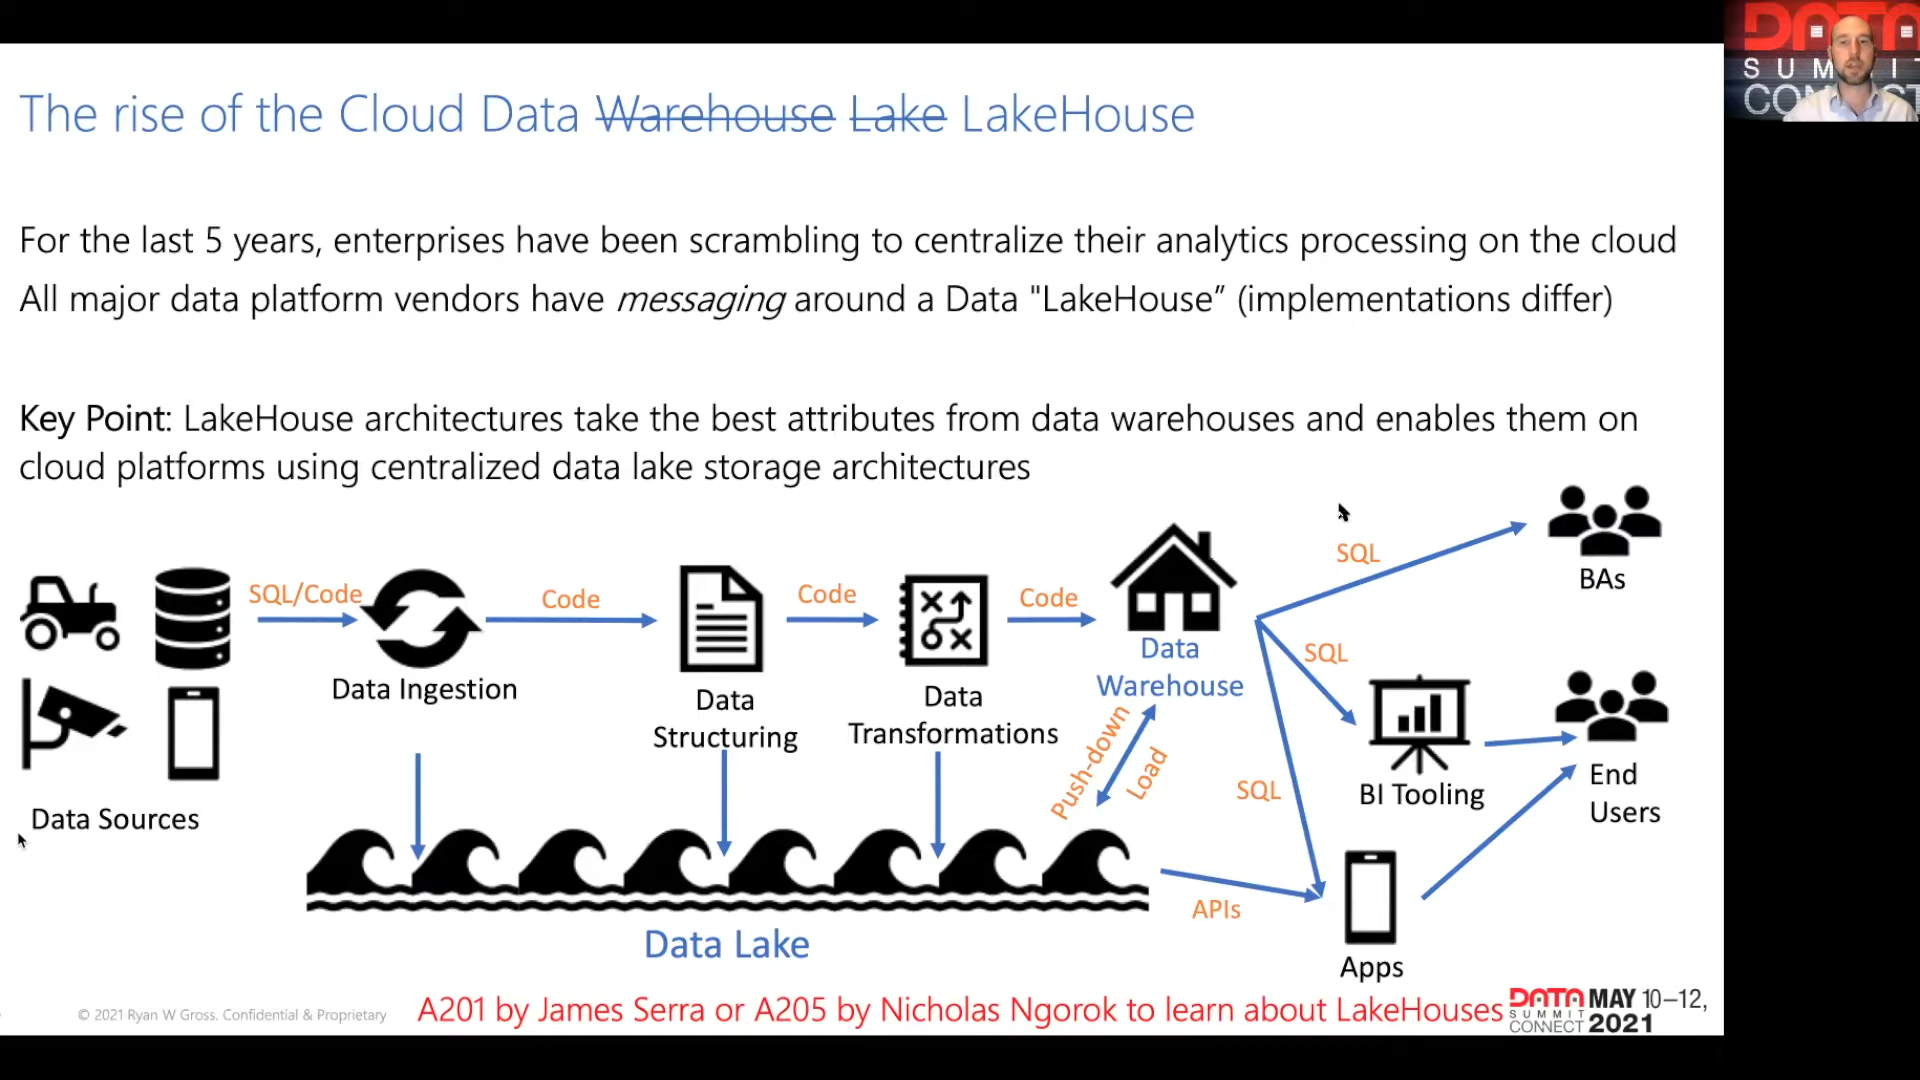 The rise of the Cloud Data Warehouse Lake LakeHouse
For the last 5 years, enterprises have been scrambling to centralize their analytics processing on the cloud
All major data platform vendors have messaging around a Data "LakeHouse” (implementations differ)
Key Point: LakeHouse architectures take the best attributes from data warehouses and enables them on
cloud platforms using centralized data lake storage architectures
SQL/Code
Code
Code
Code
SQL
BAs
Data Ingestion
Data
Structuring
Data
Transformations
Data
Warehouse
SQL
Push-down
Load
SQL
BI Tooling
End
Users
Data Sources
Data Lake
APIs
Apps
© 2021 Ryan W Gross. Confidential & Proprietary
A201 by James Serra or A205 by Nicholas Ngorok to learn about LakeHouses
DATA
SUMMIT
CONNECT
MAY 10–12,
2021
DATA
SUMMIT